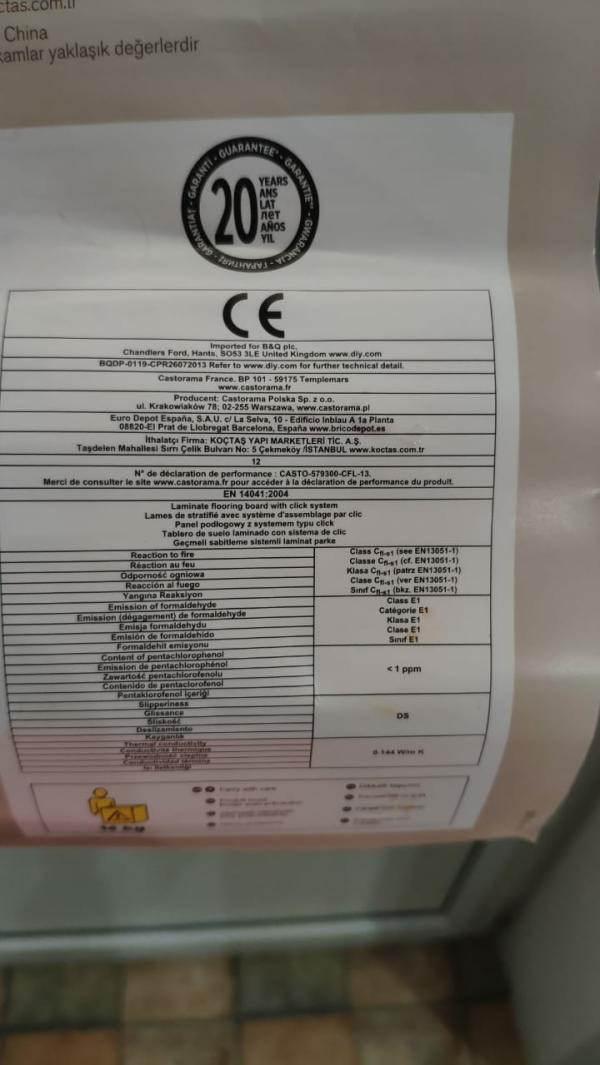 China
yaklaşık değerlerdir
GUARANTEE* - GARANTIE** - GWARANCJA - ГАРАНТИЯ - GARANTIAT - GARANTI -
20
YEARS
ANS
LAT
лет
AÑOS
YIL
CE
Imported for B&Q plc,
Chandlers Ford, Hants, SO53 3LE United Kingdom www.diy.com
BQDP-0119-CPR26072013 Refer to www.diy.com for further technical detail.
Castorama France. BP 101 - 59175 Templemars
www.castorama.fr
Producent: Castorama Polska Sp. z o.o.
ul. Krakowiaków 78; 02-255 Warszawa, www.castorama.pl
Euro Depot España, S.A.U. c/ La Selva, 10 - Edificio Inblau A 1a Planta
08820-El Prat de Llobregat Barcelona, España www.bricodepot.es
İthalatçı Firma: KOÇTAŞ YAPI MARKETLERİ TİC. A.Ş.
Taşdelen Mahallesi Sırrı Çelik Bulvarı No: 5 Çekmeköy /İSTANBUL www.koctas.com.tr
12
N° de déclaration de performance : CASTO-579300-CFL-13.
Merci de consulter le site www.castorama.fr pour accéder à la déclaration de performance du produit.
EN 14041:2004
Laminate flooring board with click system
Lames de stratifié avec système d'assemblage par clic
Panel podłogowy z systemem typu click
Tablero de suelo laminado con sistema de clic
Geçmeli sabitleme sistemli laminat parke
Reaction to fire
Réaction au feu
Odporność ogniowa
Reacción al fuego
Yangına Reaksiyon
Class Cfl-s1 (see EN13051-1)
Classe Cfl-s1 (cf. EN13051-1)
Klasa Cfl-s1 (patrz EN13051-1)
Clase Cfl-s1 (ver EN13051-1)
Sınıf Cfl-s1 (bkz. EN13051-1)
Emission of formaldehyde
Emission (dégagement) de formaldehyde
Emisja formaldehydu
Emisión de formaldehido
Formaldehit emisyonu
Class E1
Catégorie E1
Klasa E1
Clase E1
Sınıf E1
Content of pentachlorophenol
Emission de pentachlorophénol
Zawartość pentachlorofenolu
Contenido de pentaclorofenol
Pentaklorofenol içeriği
< 1 ppm
Slipperiness
Glissance
Śliskość
Deslizamiento
Kayganlık
DS
Thermal conductivity
Conductivité thermique
Carry with care